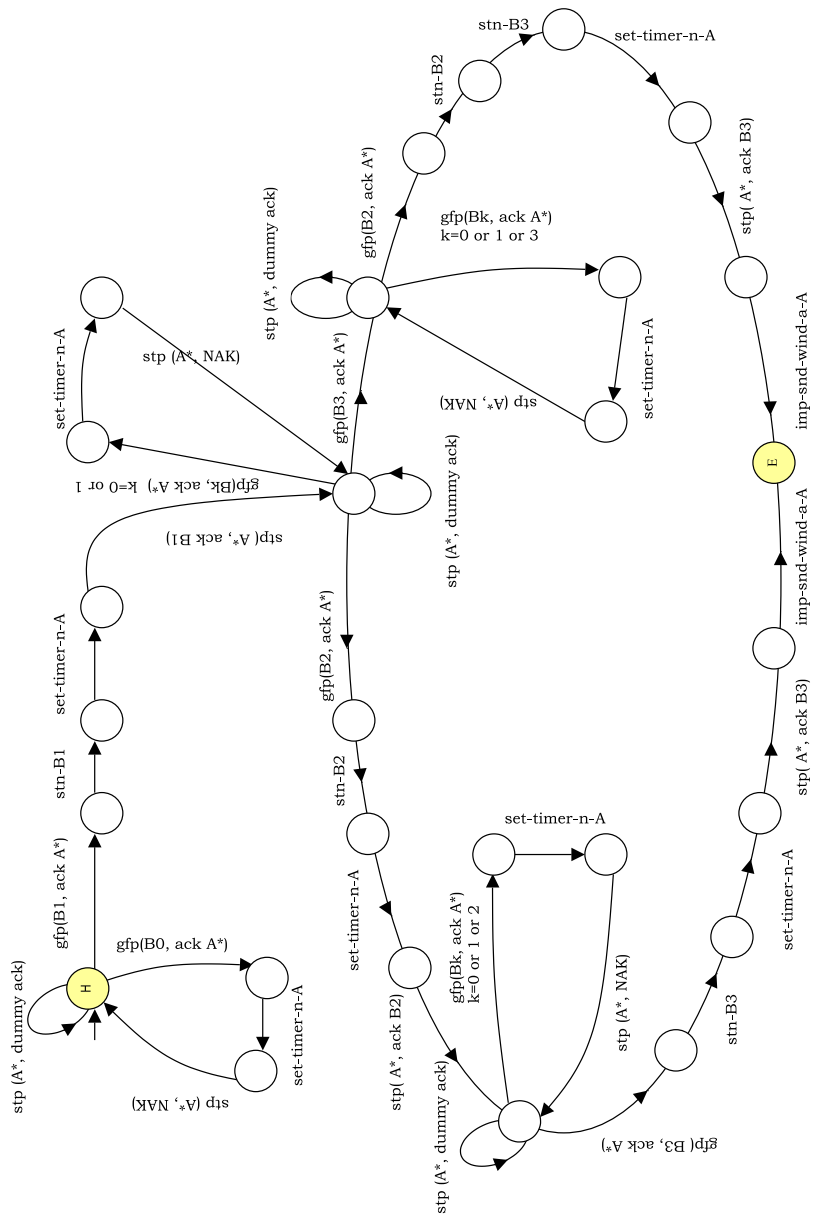 stn-B3
set-timer-n-A
stn-B2
stp( A*, ack B3)
gfp(B2, ack A*)
stp (A*, dummy ack)
gfp(Bk, ack A*)
k=0 or 1 or 3
set-timer-n-A
stp (A*, NAK)
set-timer-n-A
stp (A*, NAK)
gfp(B3, ack A*)
imp-snd-wind-a-A
E
gfp(Bk, ack A*) k=0 or 1
stp (A*, dummy ack)
stp( A*, ack B1)
imp-snd-wind-a-A
set-timer-n-A
gfp(B2, ack A*)
stn-B1
stn-B2
stp( A*, ack B3)
set-timer-n-A
gfp(B1, ack A*)
set-timer-n-A
set-timer-n-A
gfp(B0, ack A*)
gfp(Bk, ack A*)
k=0 or 1 or 2
H
stp (A*, dummy ack)
set-timer-n-A
stp (A*, NAK)
stn-B3
stp( A*, ack B2)
stp (A*, NAK)
stp (A*, dummy ack)
gfp( B3, ack A*)